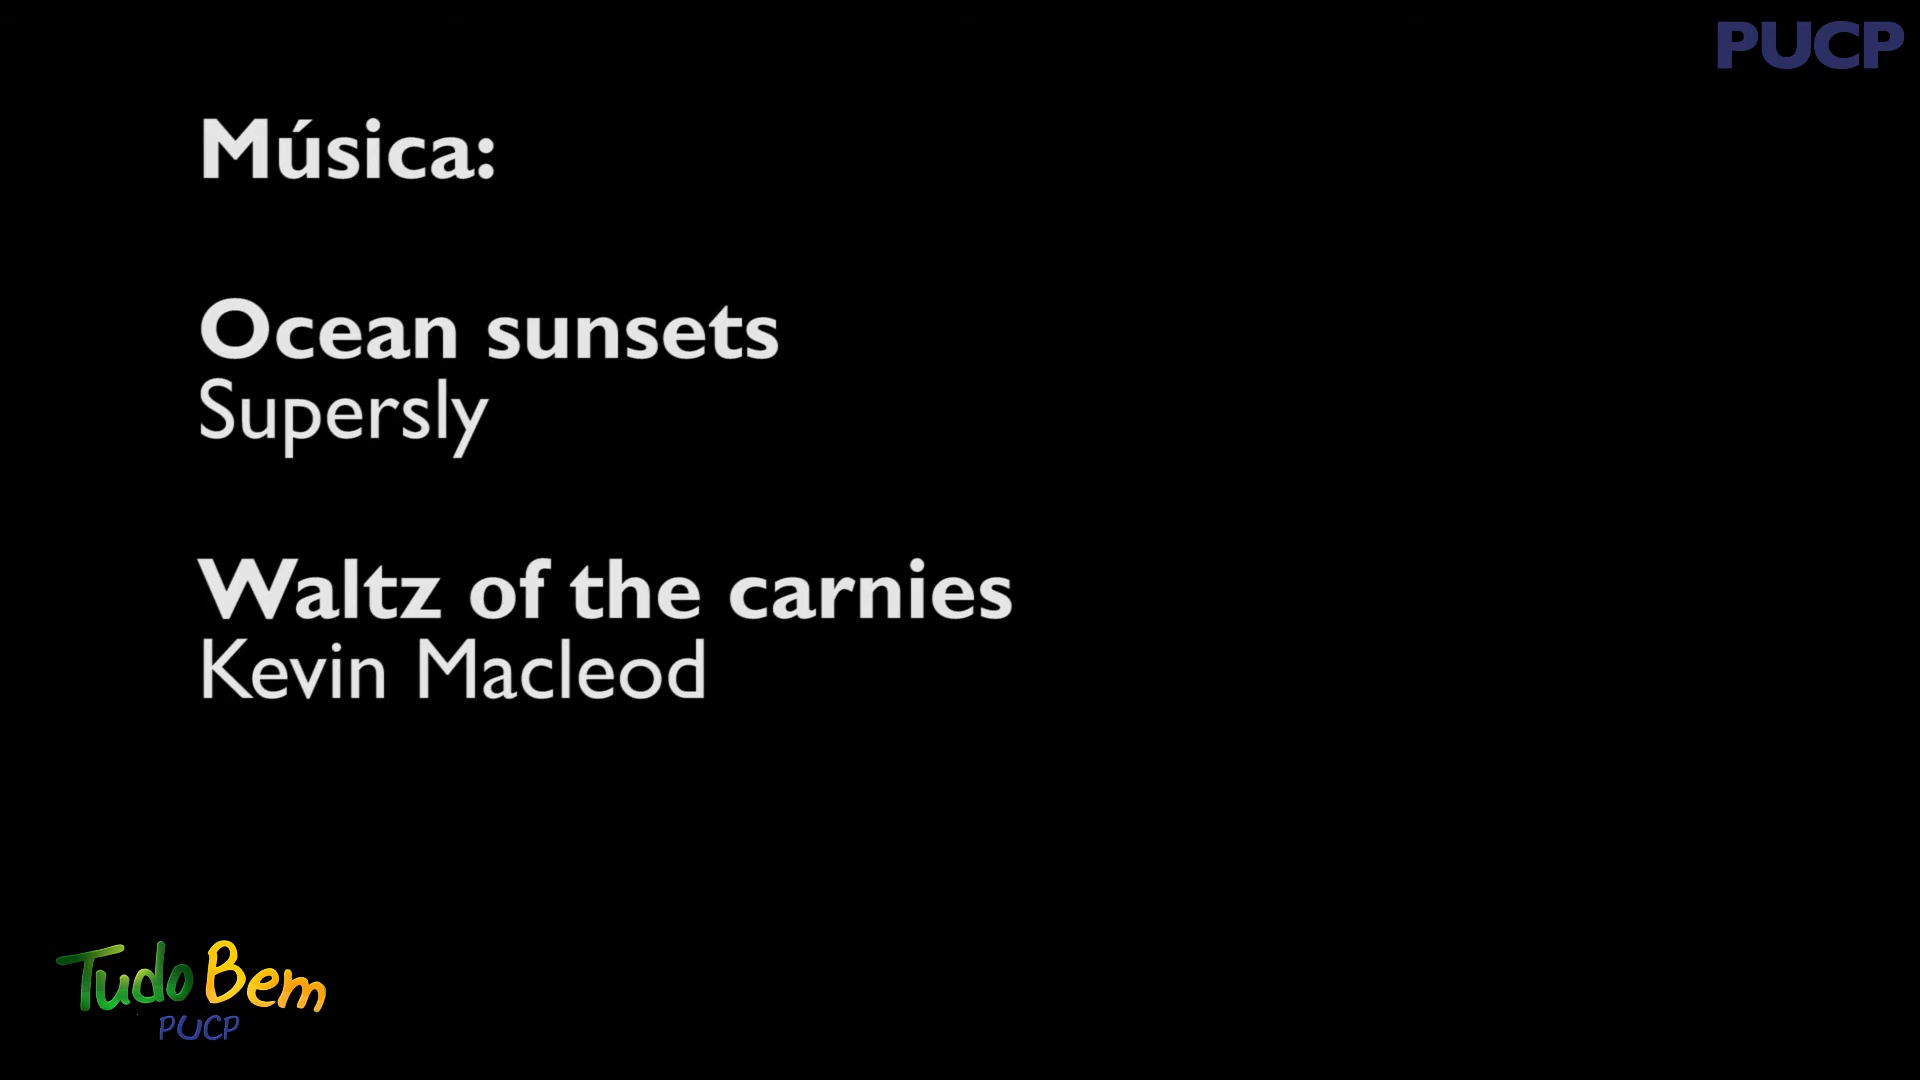 PUCP
Música:
Ocean sunsets
Supersly
Waltz of the carnies
Kevin Macleod
Tudo Bem
PUCP